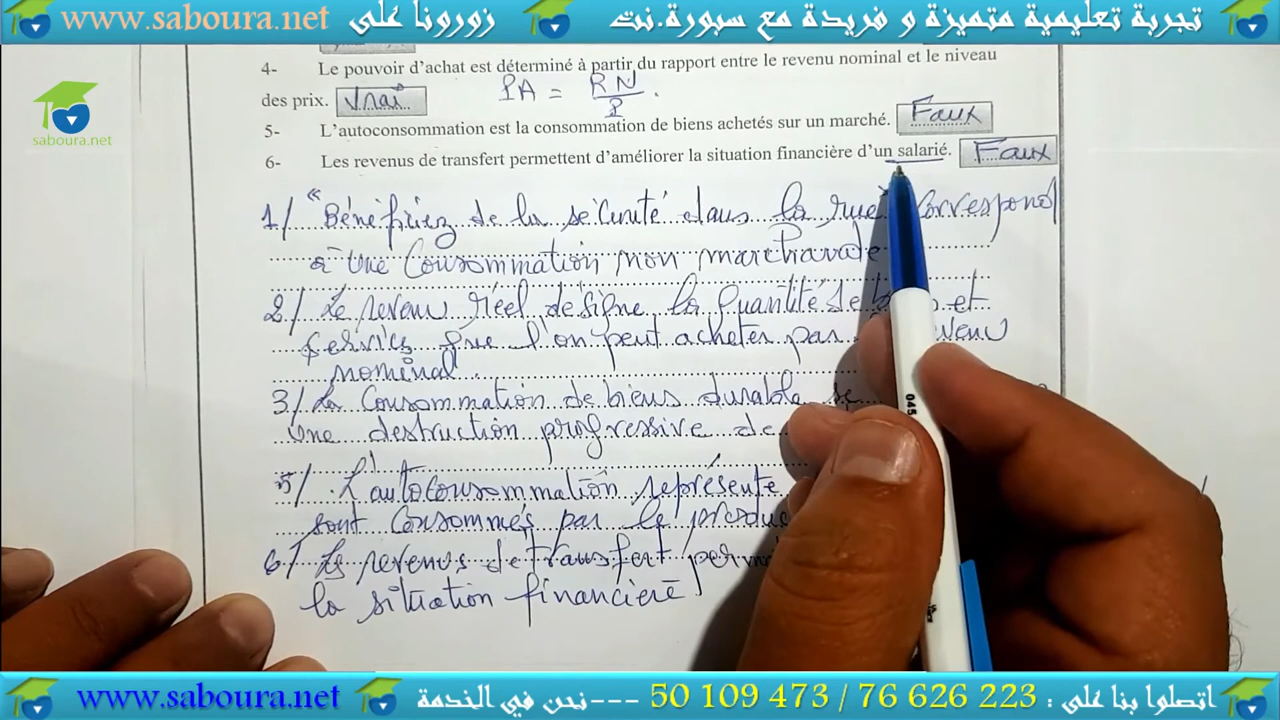 www.saboura.net زورونا على تجربة تعليمية متميزة و فريدة مع سبورة.نت
saboura.net
4- Le pouvoir d'achat est déterminé à partir du rapport entre le revenu nominal et le niveau
des prix. Vrai PA = RN/P.
5- L'autoconsommation est la consommation de biens achetés sur un marché. Faux
6- Les revenus de transfert permettent d'améliorer la situation financière d'un salarié. Faux
1/ "Bénéficiez de la sécurité dans la rue" Correspond
à une Consommation non marchande
2/ Le revenu réel désigne la quantité de et
services que l'on peut acheter par
nominal.
3/ La Consommation de biens durable se
Une destruction progressive de
5/ L'autoconsommation représente
sont consommés par le
6/ Les revenus de transfert
la situation financière
www.saboura.net اتصلوا بنا على : 223 626 76 / 473 109 50 ---نحن في الخدمة